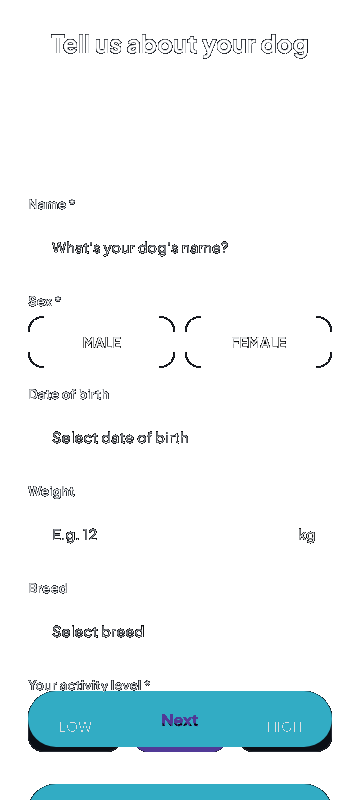 Tell us about your dog
Name *
What's your dog's name?
Sex *
MALE FEMALE
Date of birth
Select date of birth
Weight
E.g. 12 kg
Breed
Select breed
Your activity level *
LOW Next HIGH